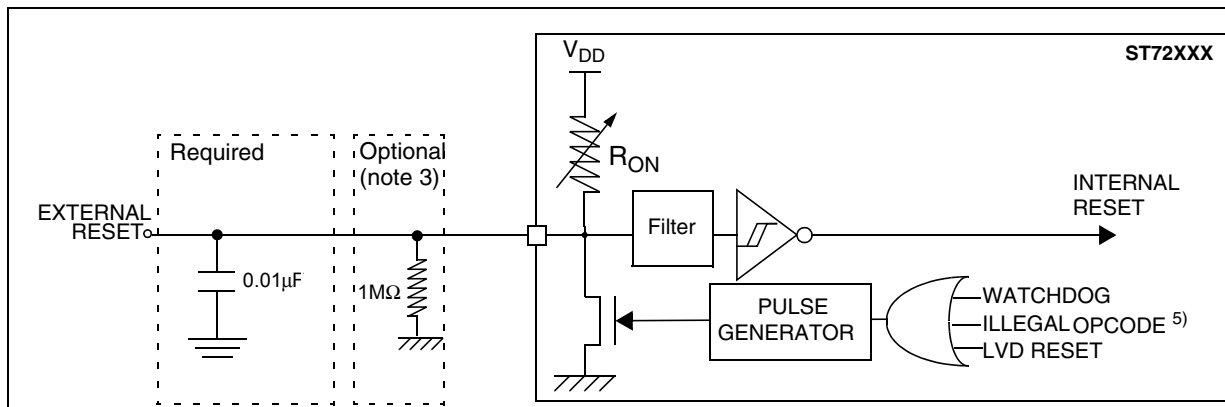 V_DD
ST72XXX
Required
Optional
(note 3)
R_ON
EXTERNAL
RESET
Filter
INTERNAL
RESET
0.01µF
1MΩ
PULSE
GENERATOR
WATCHDOG
ILLEGAL OPCODE 5)
LVD RESET